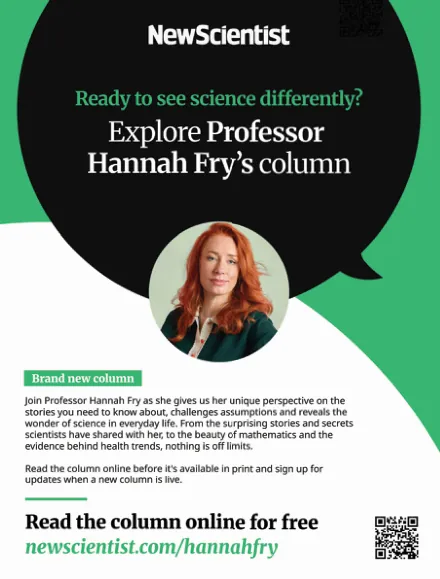 NewScientist
Ready to see science differently?
Explore Professor
Hannah Fry's column
Brand new column
Join Professor Hannah Fry as she gives us her unique perspective on the
stories you need to know about, challenges assumptions and reveals the
wonder of science in everyday life. From the surprising stories and secrets
scientists have shared with her, to the beauty of mathematics and the
evidence behind health trends, nothing is off limits.
Read the column online before it's available in print and sign up for
updates when a new column is live.
Read the column online for free
newscientist.com/hannahfry